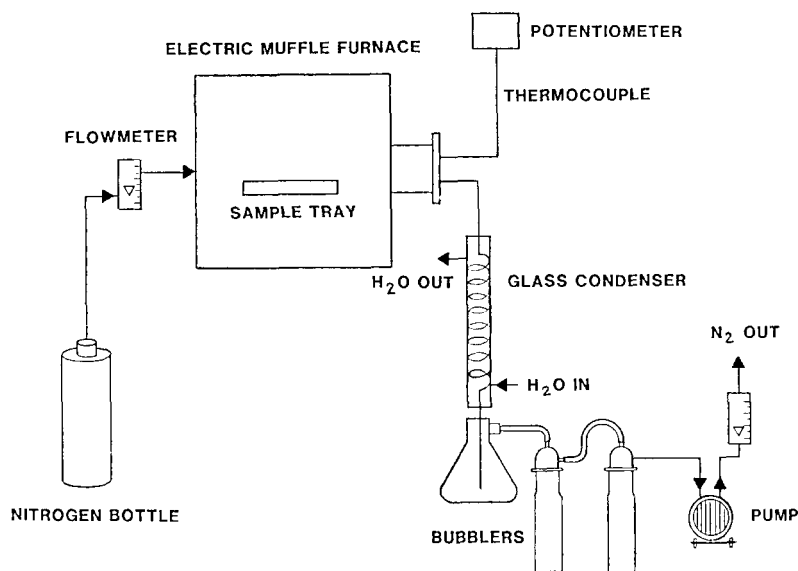 ELECTRIC MUFFLE FURNACE
POTENTIOMETER
THERMOCOUPLE
FLOWMETER
SAMPLE TRAY
H2O OUT
GLASS CONDENSER
N2 OUT
H2O IN
NITROGEN BOTTLE
BUBBLERS
PUMP